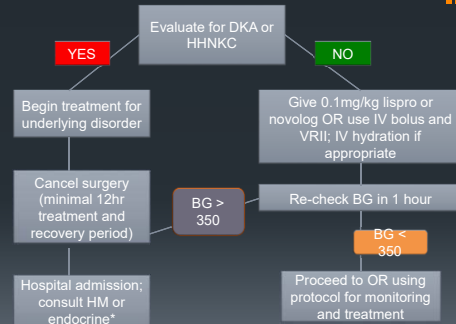 Evaluate for DKA or
HHNKC
YES
NO
Begin treatment for
underlying disorder
Give 0.1mg/kg lispro or
novolog OR use IV bolus and
VRII; IV hydration if
appropriate
Cancel surgery
(minimal 12hr
treatment and
recovery period)
BG >
350
Re-check BG in 1 hour
BG <
350
Hospital admission;
consult HM or
endocrine*
Proceed to OR using
protocol for monitoring
and treatment